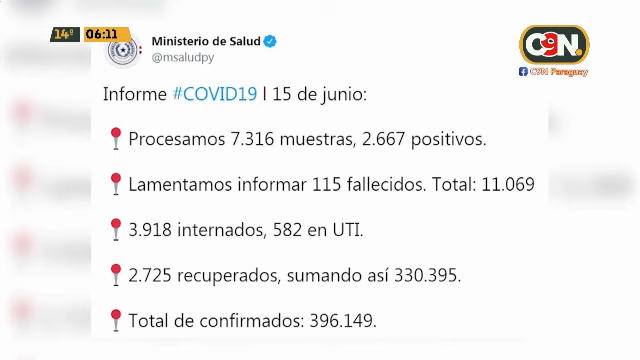 14°
06:11
Ministerio de Salud
@msaludpy
C9N
C9N Paraguay
Informe #COVID19 l 15 de junio:
Procesamos 7.316 muestras, 2.667 positivos.
Lamentamos informar 115 fallecidos. Total: 11.069
3.918 internados, 582 en UTI.
2.725 recuperados, sumando así 330.395.
Total de confirmados: 396.149.